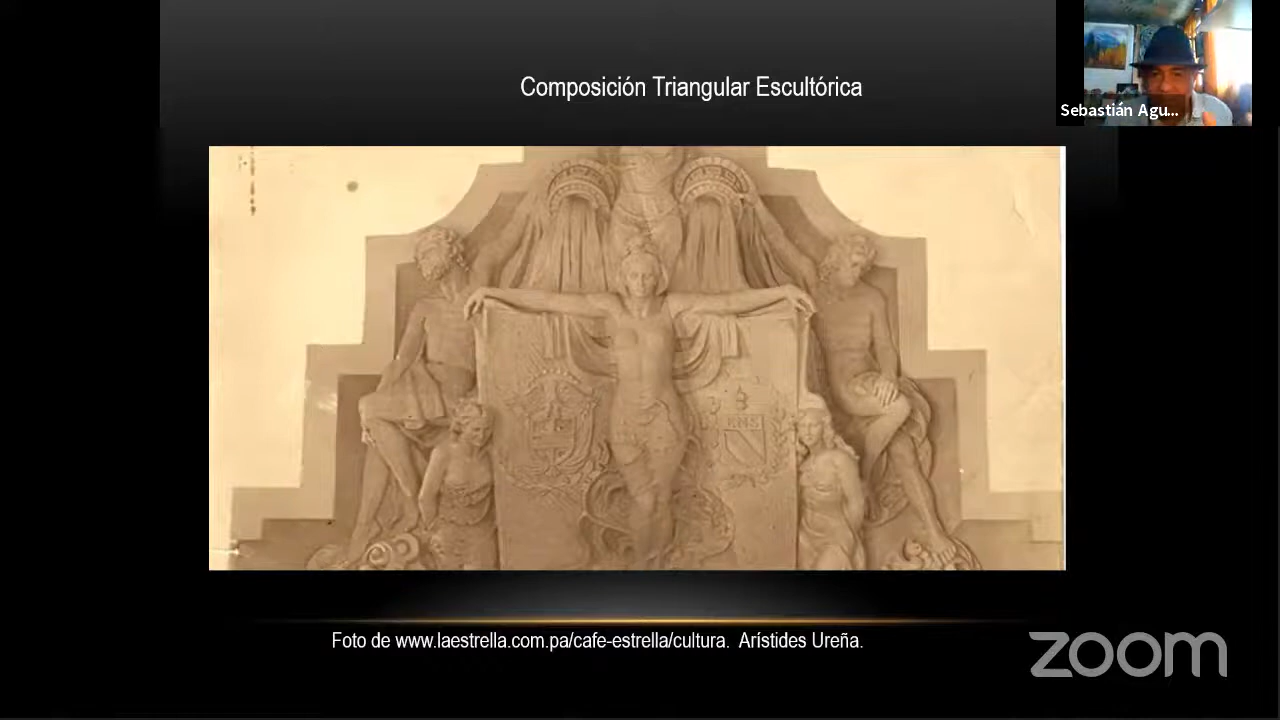 Composición Triangular Escultórica
Sebastián Agu...
Foto de www.laestrella.com.pa/cafe-estrella/cultura. Arístides Ureña.
zoom